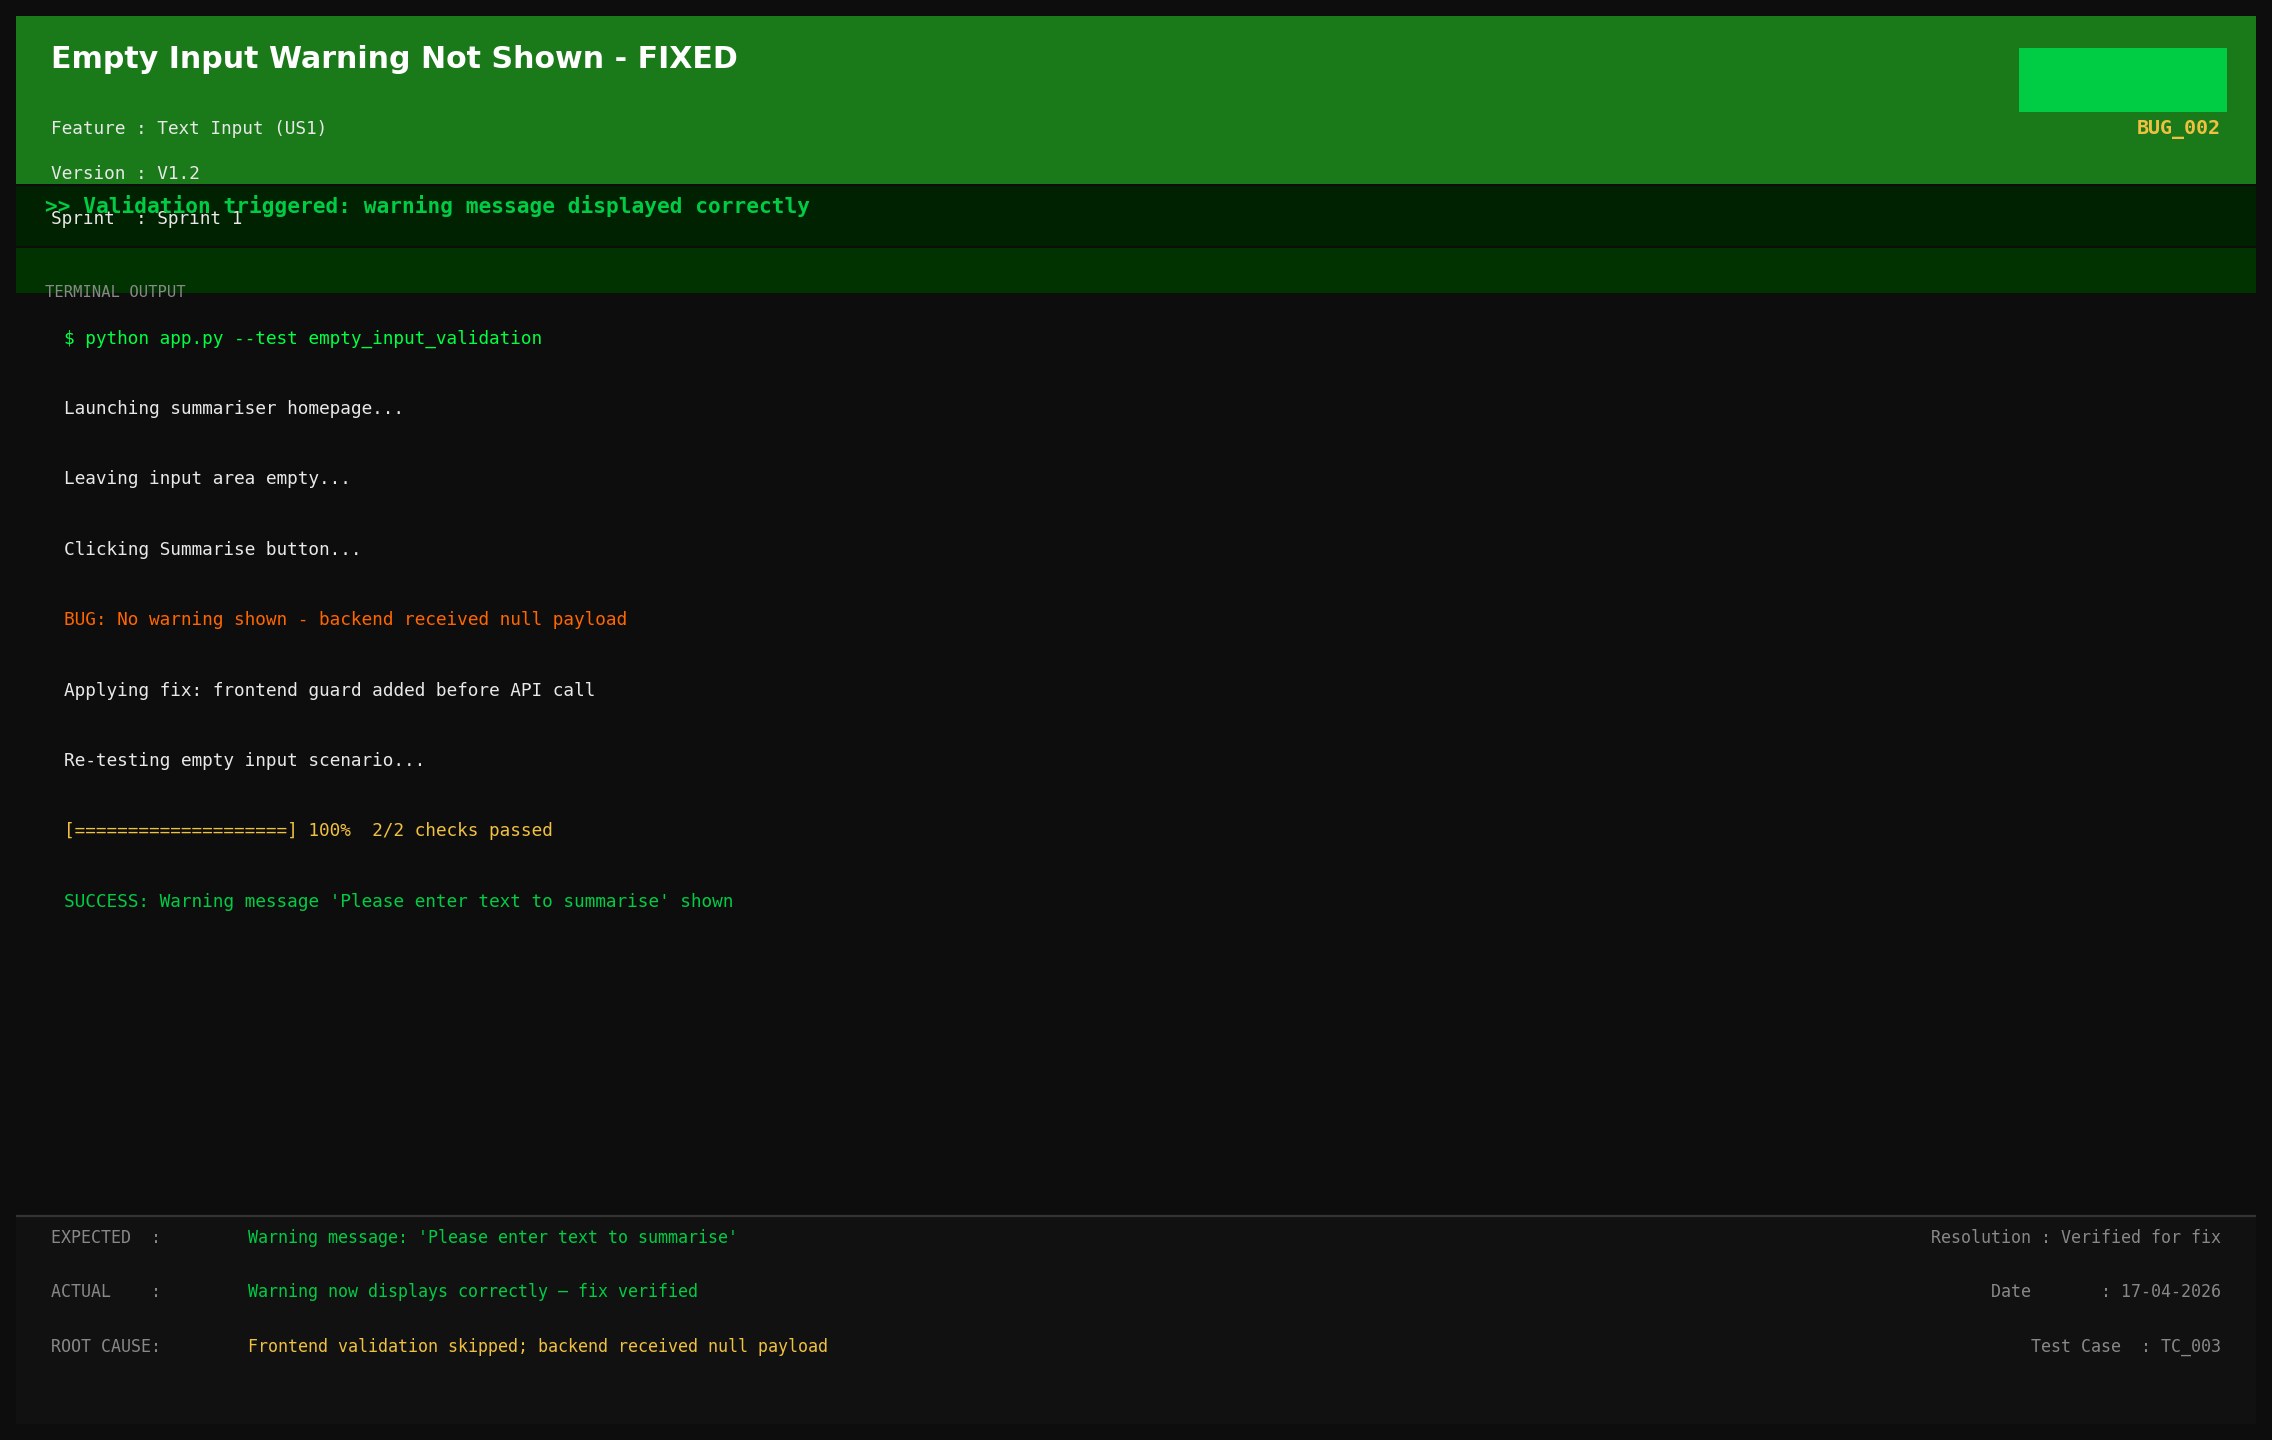 Empty Input Warning Not Shown - FIXED
Feature : Text Input (US1)
BUG_002
Version : V1.2
>> Validation triggered: warning message displayed correctly
Sprint  : Sprint 1
TERMINAL OUTPUT
$ python app.py --test empty_input_validation
Launching summariser homepage...
Leaving input area empty...
Clicking Summarise button...
BUG: No warning shown - backend received null payload
Applying fix: frontend guard added before API call
Re-testing empty input scenario...
[====================] 100%  2/2 checks passed
SUCCESS: Warning message 'Please enter text to summarise' shown
EXPECTED  : Warning message: 'Please enter text to summarise'
Resolution : Verified for fix
ACTUAL    : Warning now displays correctly — fix verified
Date       : 17-04-2026
ROOT CAUSE: Frontend validation skipped; backend received null payload
Test Case  : TC_003